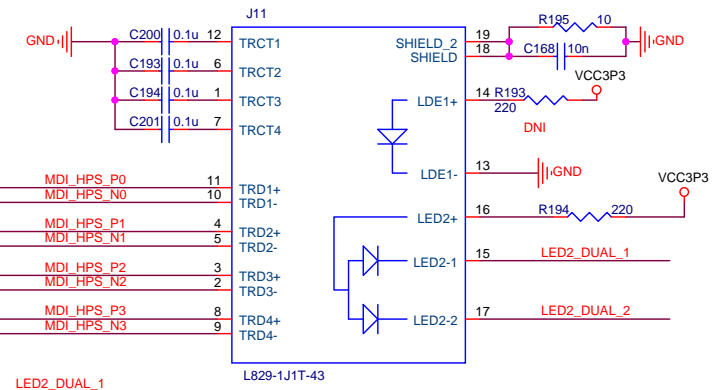 J11
GND
C200 0.1u 12 TRCT1
C193 0.1u 6 TRCT2
C194 0.1u 1 TRCT3
C201 0.1u 7 TRCT4
MDI_HPS_P0 11 TRD1+
MDI_HPS_N0 10 TRD1-
MDI_HPS_P1 4 TRD2+
MDI_HPS_N1 5 TRD2-
MDI_HPS_P2 3 TRD3+
MDI_HPS_N2 2 TRD3-
MDI_HPS_P3 8 TRD4+
MDI_HPS_N3 9 TRD4-
SHIELD_2 19
SHIELD 18
R195 10
C168 10n
GND
VCC3P3
LDE1+ 14 R193
220
DNI
LDE1- 13 GND
VCC3P3
LED2+ 16 R194 220
LED2-1 15 LED2_DUAL_1
LED2-2 17 LED2_DUAL_2
L829-1J1T-43
LED2_DUAL_1